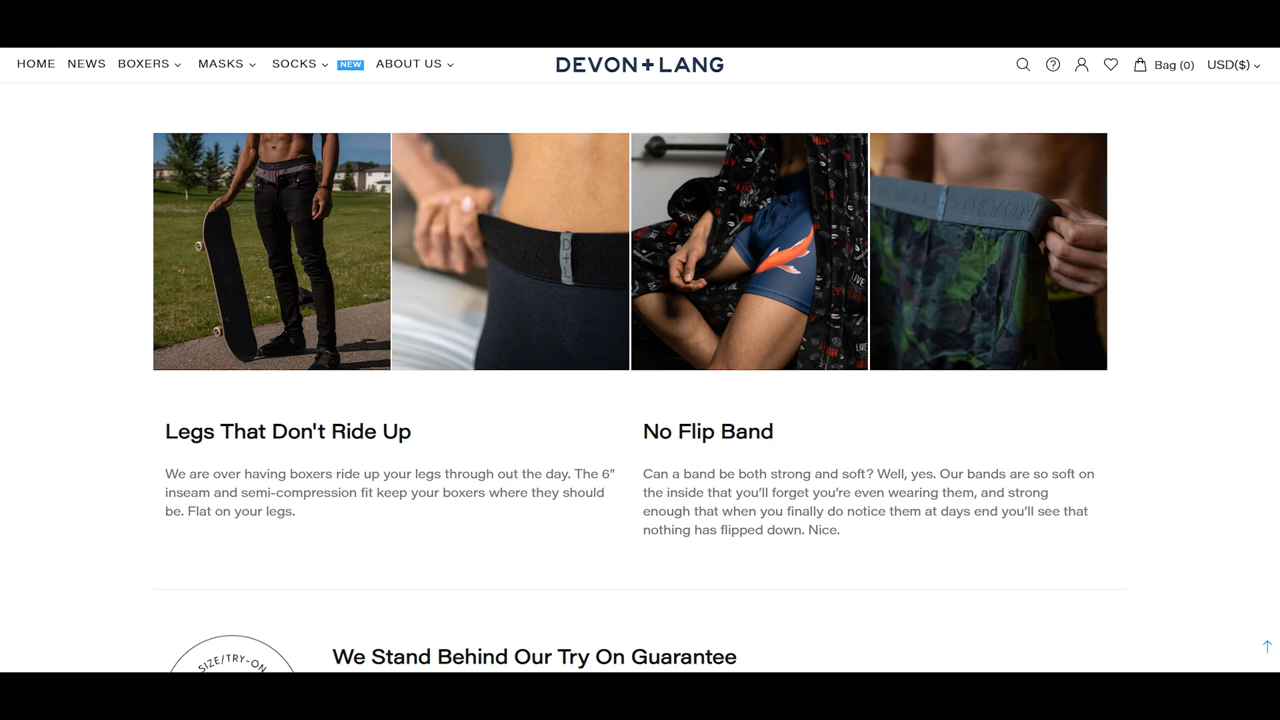 HOME NEWS BOXERS MASKS SOCKS NEW ABOUT US DEVON+LANG Bag (0) USD($)
D+L
DEVON
We are over having boxers ride up your legs through out the day. The 6”
Legs That Don't Ride Up
inseam and semi-compression fit keep your boxers where they should
be. Flat on your legs.
No Flip Band
Can a band be both strong and soft? Well, yes. Our bands are so soft on
the inside that you’ll forget you’re even wearing them, and strong
enough that when you finally do notice them at days end you’ll see that
nothing has flipped down. Nice.
SIZE/TRY-ON
We Stand Behind Our Try On Guarantee